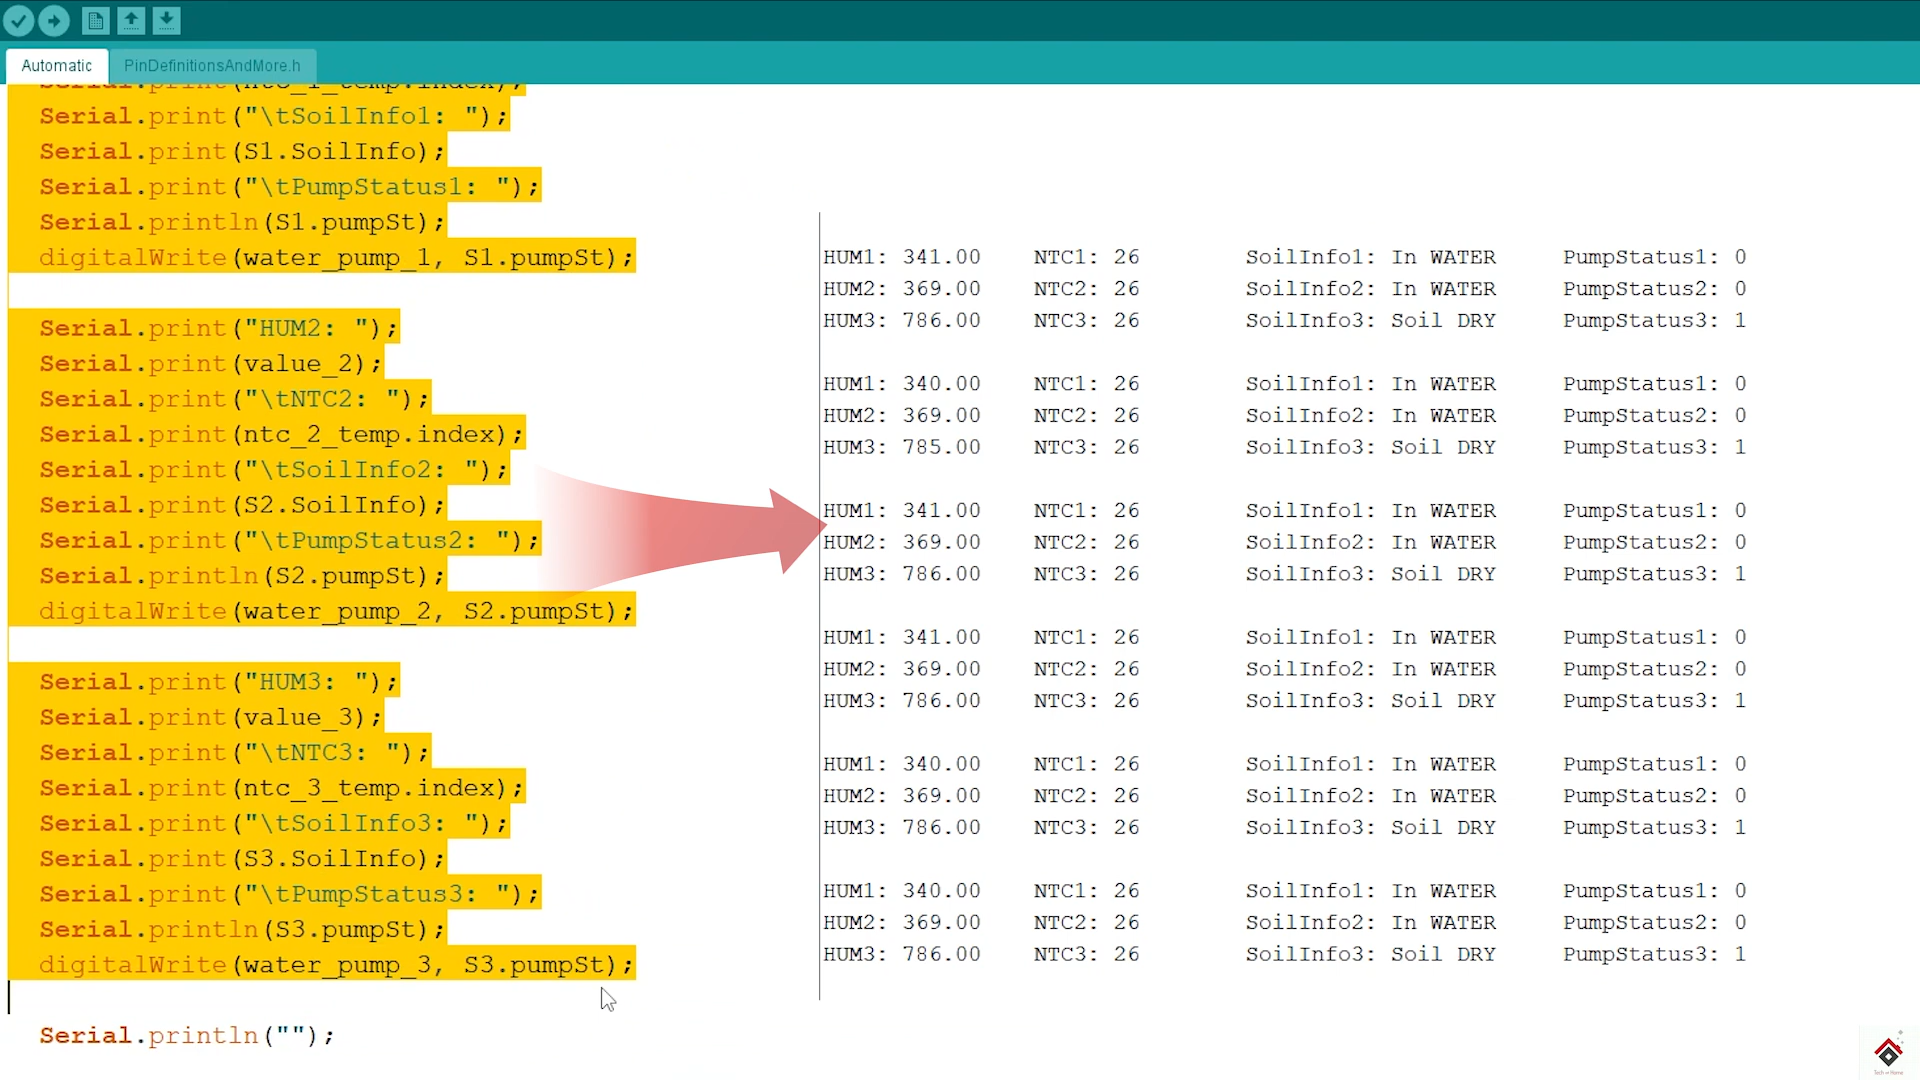 Automatic
PinDefinitionsAndMore.h
Serial.print(ntc_1_temp.index);
Serial.print("\tSoilInfo1: ");
Serial.print(S1.SoilInfo);
Serial.print("\tPumpStatus1: ");
Serial.println(S1.pumpSt);
digitalWrite(water_pump_1, S1.pumpSt);
Serial.print("HUM2: ");
Serial.print(value_2);
Serial.print("\tNTC2: ");
Serial.print(ntc_2_temp.index);
Serial.print("\tSoilInfo2: ");
Serial.print(S2.SoilInfo);
Serial.print("\tPumpStatus2: ");
Serial.println(S2.pumpSt);
digitalWrite(water_pump_2, S2.pumpSt);
Serial.print("HUM3: ");
Serial.print(value_3);
Serial.print("\tNTC3: ");
Serial.print(ntc_3_temp.index);
Serial.print("\tSoilInfo3: ");
Serial.print(S3.SoilInfo);
Serial.print("\tPumpStatus3: ");
Serial.println(S3.pumpSt);
digitalWrite(water_pump_3, S3.pumpSt);
Serial.println("");
HUM1: 341.00 NTC1: 26 SoilInfo1: In WATER PumpStatus1: 0
HUM2: 369.00 NTC2: 26 SoilInfo2: In WATER PumpStatus2: 0
HUM3: 786.00 NTC3: 26 SoilInfo3: Soil DRY PumpStatus3: 1
HUM1: 340.00 NTC1: 26 SoilInfo1: In WATER PumpStatus1: 0
HUM2: 369.00 NTC2: 26 SoilInfo2: In WATER PumpStatus2: 0
HUM3: 785.00 NTC3: 26 SoilInfo3: Soil DRY PumpStatus3: 1
HUM1: 341.00 NTC1: 26 SoilInfo1: In WATER PumpStatus1: 0
HUM2: 369.00 NTC2: 26 SoilInfo2: In WATER PumpStatus2: 0
HUM3: 786.00 NTC3: 26 SoilInfo3: Soil DRY PumpStatus3: 1
HUM1: 341.00 NTC1: 26 SoilInfo1: In WATER PumpStatus1: 0
HUM2: 369.00 NTC2: 26 SoilInfo2: In WATER PumpStatus2: 0
HUM3: 786.00 NTC3: 26 SoilInfo3: Soil DRY PumpStatus3: 1
HUM1: 340.00 NTC1: 26 SoilInfo1: In WATER PumpStatus1: 0
HUM2: 369.00 NTC2: 26 SoilInfo2: In WATER PumpStatus2: 0
HUM3: 786.00 NTC3: 26 SoilInfo3: Soil DRY PumpStatus3: 1
HUM1: 340.00 NTC1: 26 SoilInfo1: In WATER PumpStatus1: 0
HUM2: 369.00 NTC2: 26 SoilInfo2: In WATER PumpStatus2: 0
HUM3: 786.00 NTC3: 26 SoilInfo3: Soil DRY PumpStatus3: 1
Tech at Home